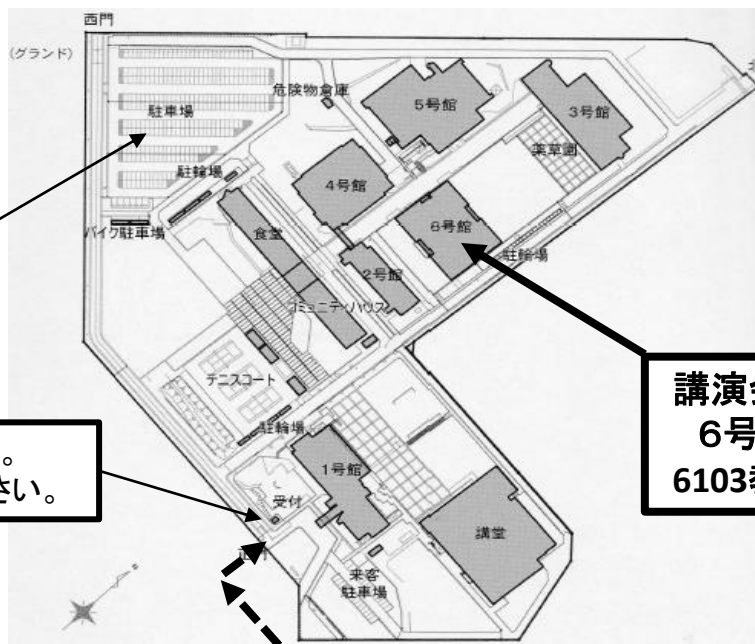 西門
(グランド)
駐車場
危険物倉庫
5号館
3号館
薬草園
駐輪場
4号館
バイク駐車場
食堂
6号館
駐輪場
2号館
コミュニティハウス
テニスコート
講演会
6号
6103教
駐輪場
。
さい。
1号館
受付
正門
講堂
来客
駐車場